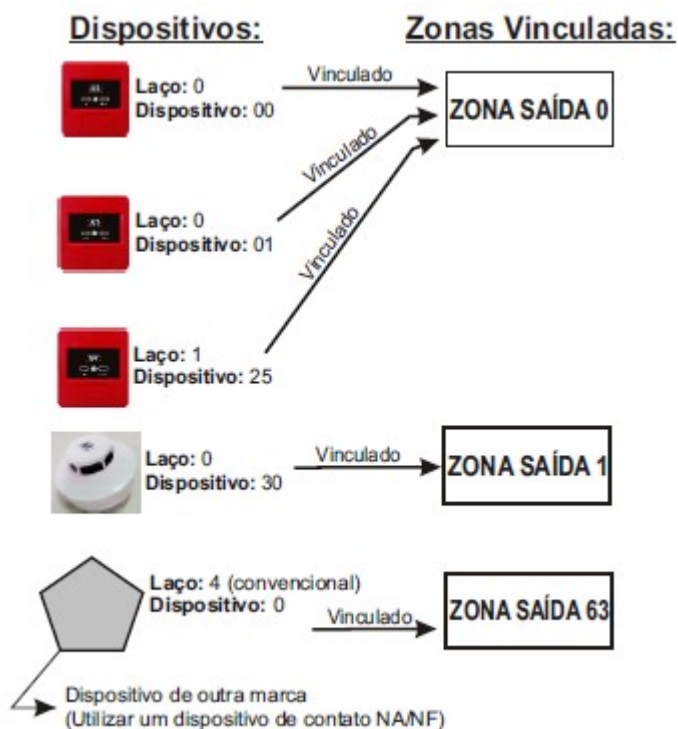 Dispositivos:
Zonas Vinculadas:
Laço: 0
Dispositivo: 00
Vinculado
ZONA SAÍDA 0
Laço: 0
Dispositivo: 01
Vinculado
Laço: 1
Dispositivo: 25
Vinculado
Laço: 0
Dispositivo: 30
Vinculado
ZONA SAÍDA 1
Laço: 4 (convencional)
Dispositivo: 0
Vinculado
ZONA SAÍDA 63
Dispositivo de outra marca
(Utilizar um dispositivo de contato NA/NF)